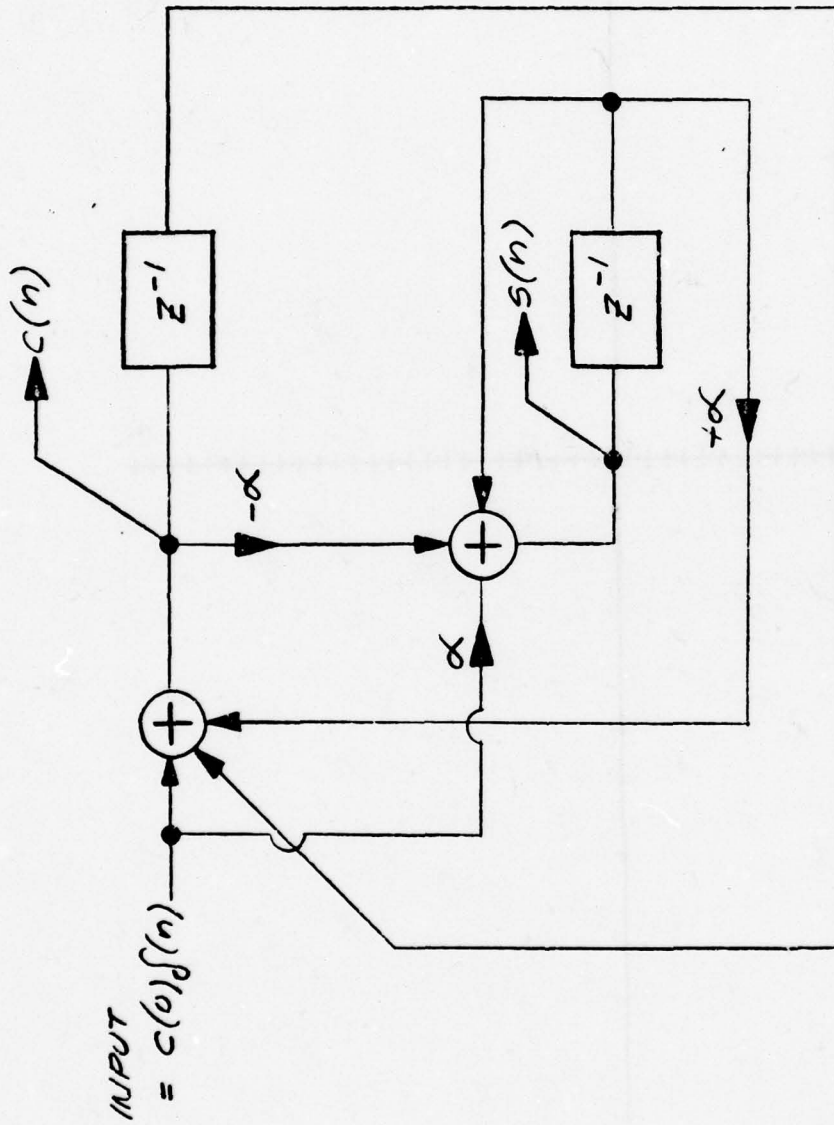 C(n)
Z⁻¹
-α
S(n)
+
+
α
Z⁻¹
+α
INPUT
= C(0)δ(n)